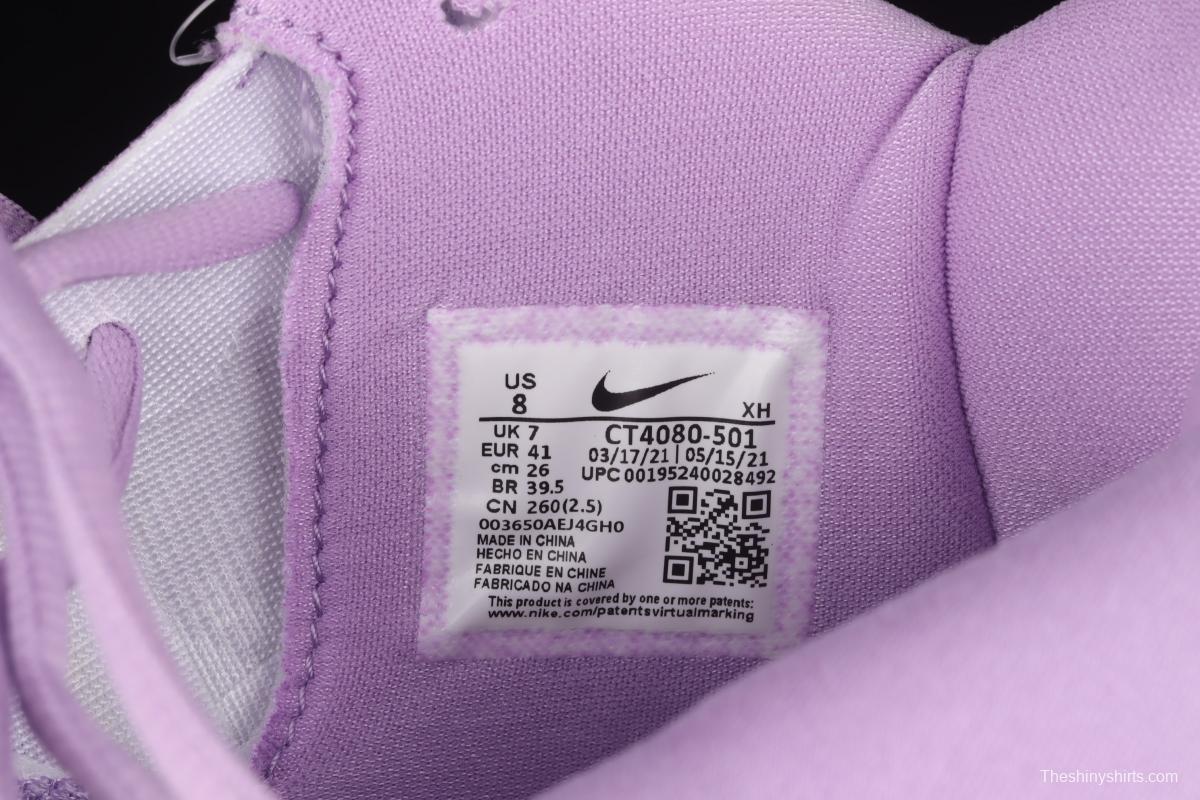 US
8
XH
UK 7
EUR 41
cm 26
BR 39.5
CN 260(2.5)
CT4080-501
03/17/21 | 05/15/21
UPC 00195240028492
003650AEJ4GH0
MADE IN CHINA
HECHO EN CHINA
FABRIQUE EN CHINE
FABRICADO NA CHINA
This product is covered by one or more patents:
www.nike.com/patentsvirtualmarking
Theshinyshirts.com